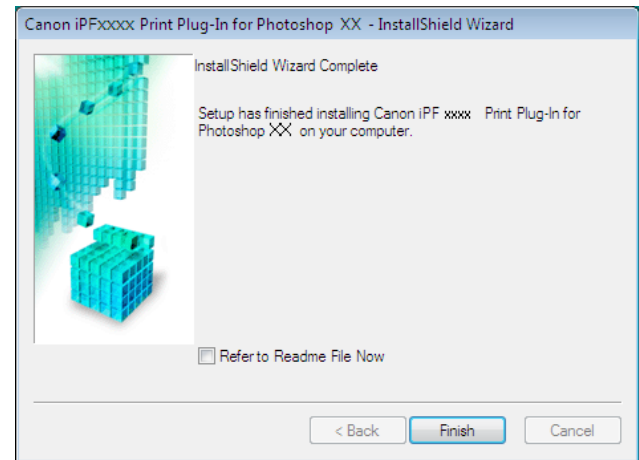 Canon iPFxxxx Print Plug-In for Photoshop XX - InstallShield Wizard
InstallShield Wizard Complete
Setup has finished installing Canon iPF xxxx Print Plug-In for
Photoshop XX on your computer.
Refer to Readme File Now
< Back Finish Cancel